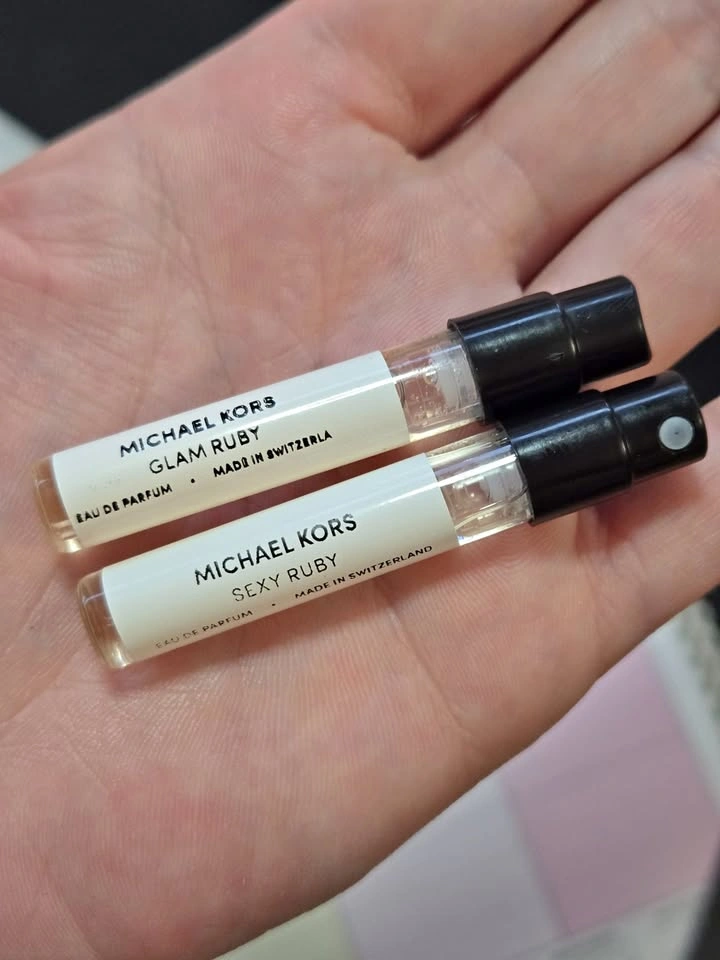 MICHAEL KORS
GLAM RUBY
EAU DE PARFUM • MADE IN SWITZERLA
MICHAEL KORS
SEXY RUBY
EAU DE PARFUM • MADE IN SWITZERLAND